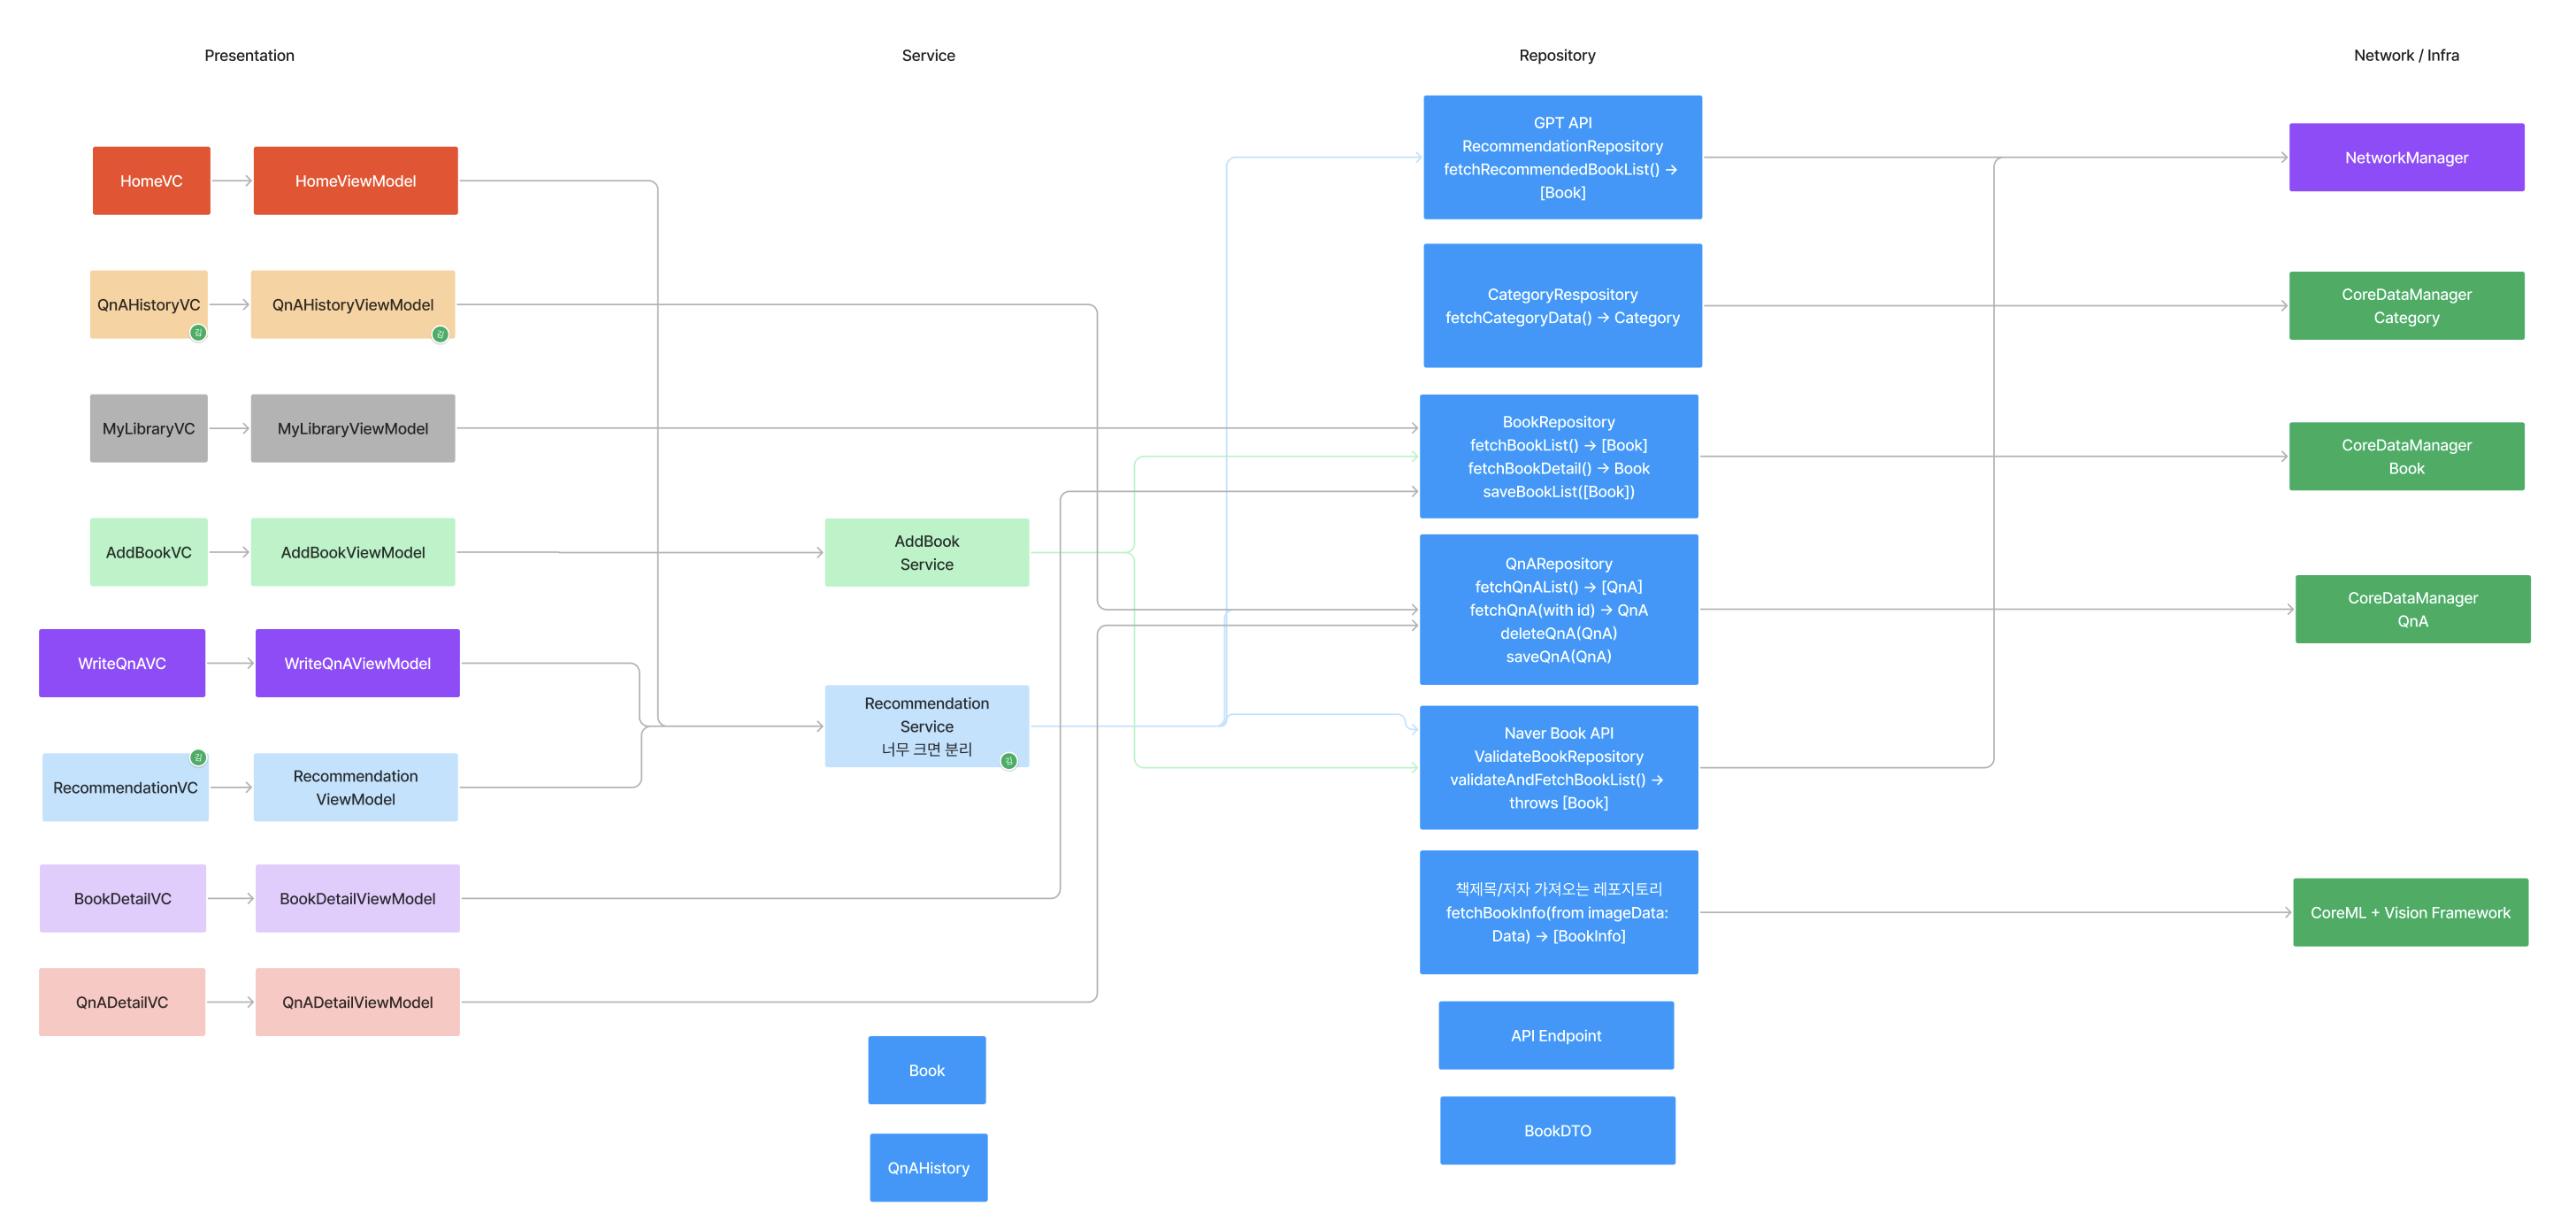 Presentation
Service
Repository
Network / Infra
HomeVC
HomeViewModel
QnAHistoryVC
김
QnAHistoryViewModel
MyLibraryVC
MyLibraryViewModel
AddBookVC
AddBookViewModel
WriteQnAVC
WriteQnAViewModel
RecommendationVC
김
Recommendation
ViewModel
BookDetailVC
BookDetailViewModel
QnADetailVC
QnADetailViewModel
AddBook
Service
Recommendation
Service
너무 크면 분리
김
Book
QnAHistory
GPT API
RecommendationRepository
fetchRecommendedBookList() →
[Book]
CategoryRespository
fetchCategoryData() → Category
BookRepository
fetchBookList() → [Book]
fetchBookDetail() → Book
saveBookList([Book])
QnARepository
fetchQnAList() → [QnA]
fetchQnA(with id) → QnA
deleteQnA(QnA)
saveQnA(QnA)
Naver Book API
ValidateBookRepository
validateAndFetchBookList() →
throws [Book]
책제목/저자 가져오는 레포지토리
fetchBookInfo(from imageData:
Data) → [BookInfo]
API Endpoint
BookDTO
NetworkManager
CoreDataManager
Category
CoreDataManager
Book
CoreDataManager
QnA
CoreML + Vision Framework